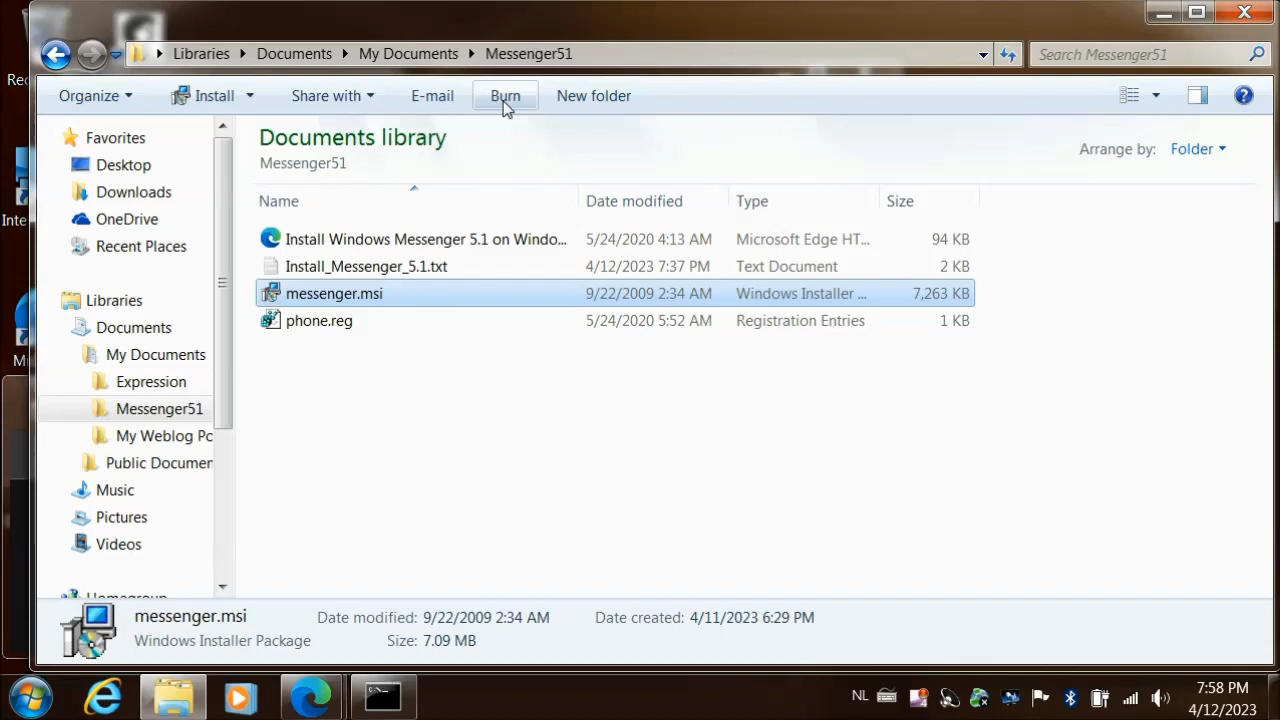 Rec
Inte
Mi
Libraries Documents My Documents Messenger51 Search Messenger51
Organize Install Share with E-mail Burn New folder
Favorites
Desktop
Downloads
OneDrive
Recent Places
Libraries
Documents
My Documents
Expression
Messenger51
My Weblog Po
Public Documen
Music
Pictures
Videos
Homegroup
Documents library
Messenger51
Arrange by: Folder
Name Date modified Type Size
Install Windows Messenger 5.1 on Windo... 5/24/2020 4:13 AM Microsoft Edge HT... 94 KB
Install_Messenger_5.1.txt 4/12/2023 7:37 PM Text Document 2 KB
messenger.msi 9/22/2009 2:34 AM Windows Installer ... 7,263 KB
phone.reg 5/24/2020 5:52 AM Registration Entries 1 KB
messenger.msi Date modified: 9/22/2009 2:34 AM Date created: 4/11/2023 6:29 PM
Windows Installer Package Size: 7.09 MB
NL 7:58 PM
4/12/2023